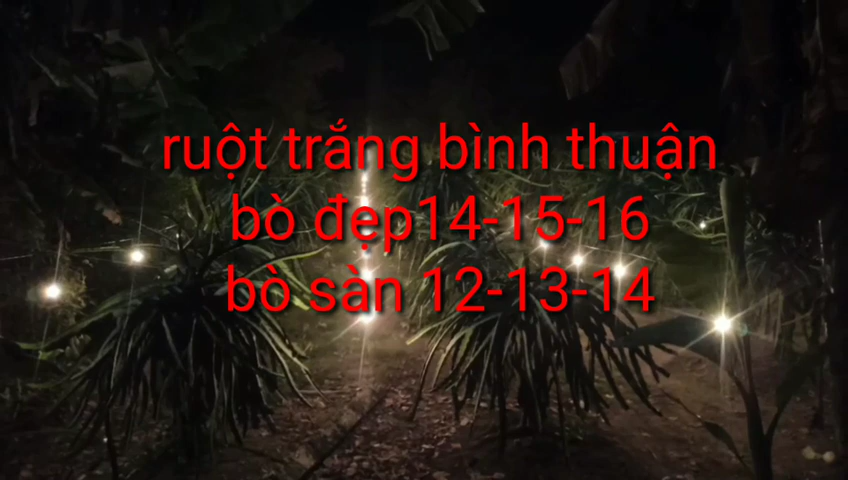 ruột trắng bình thuận
bò đẹp14-15-16
bò sàn 12-13-14